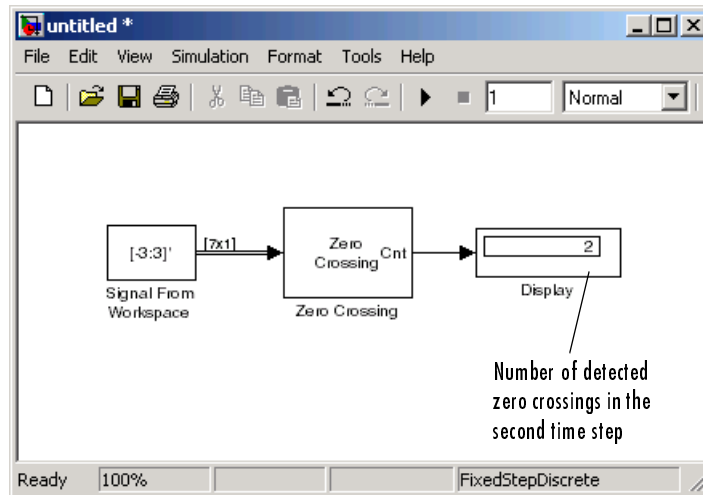 untitled *
File Edit View Simulation Format Tools Help
1 Normal
[-3:3]'
[7x1]
Signal From
Workspace
Zero
Crossing
Cnt
Zero Crossing
2
Display
Number of detected
zero crossings in the
second time step
Ready 100% FixedStepDiscrete